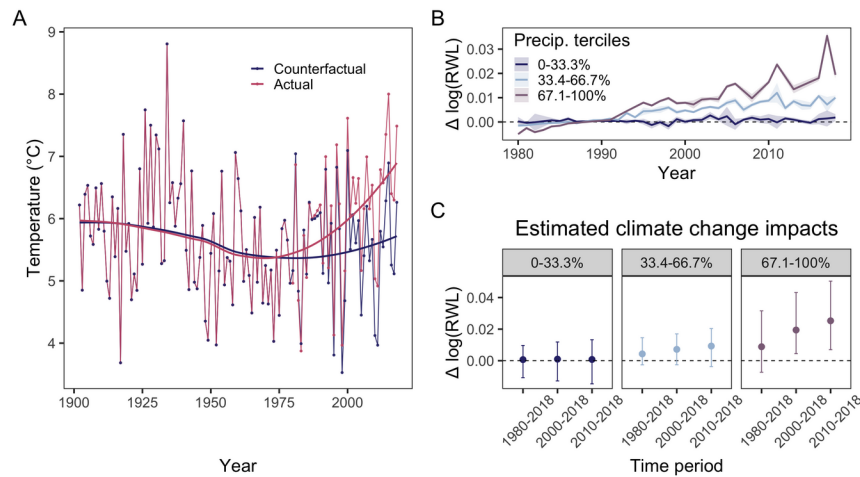 A
Temperature (°C)
9
8
7
6
5
4
Counterfactual
Actual
1900 1925 1950 1975 2000
Year
B
Δ log(RWL)
0.03
0.02
0.01
0.00
Precip. terciles
0-33.3%
33.4-66.7%
67.1-100%
1980 1990 2000 2010
Year
C
Estimated climate change impacts
0-33.3% 33.4-66.7% 67.1-100%
Δ log(RWL)
0.04
0.02
0.00
1980-2018 2000-2018 2010-2018 1980-2018 2000-2018 2010-2018 1980-2018 2000-2018 2010-2018
Time period